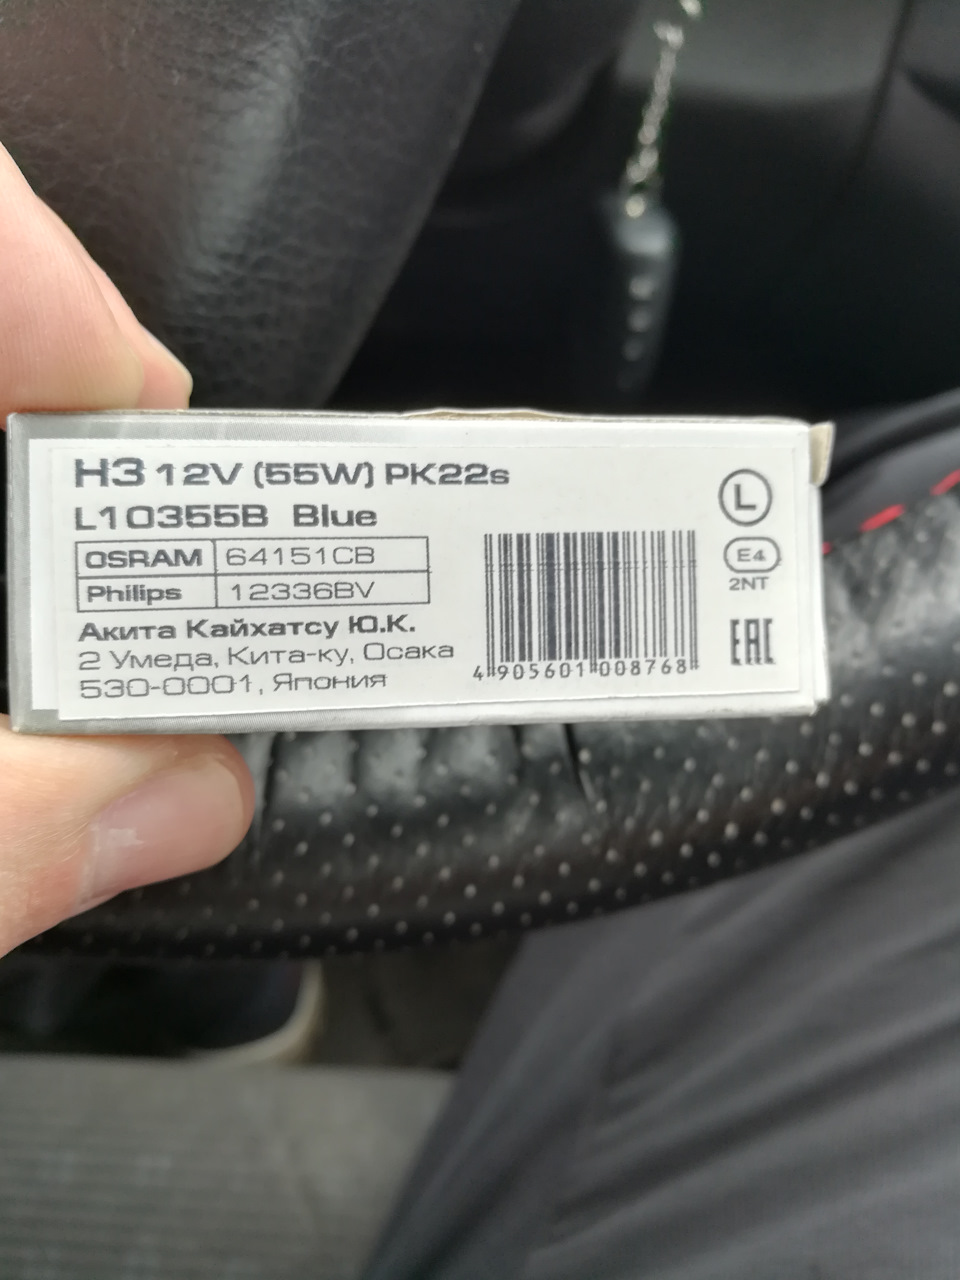 H3 12V (55W) PK22s
L10355B Blue
OSRAM 64151CB
Philips 12336BV
Акита Кайхатсу Ю.К.
2 Умеда, Кита-ку, Осака
530-0001, Япония
4 905601 008768
L
E4
2NT
EAC